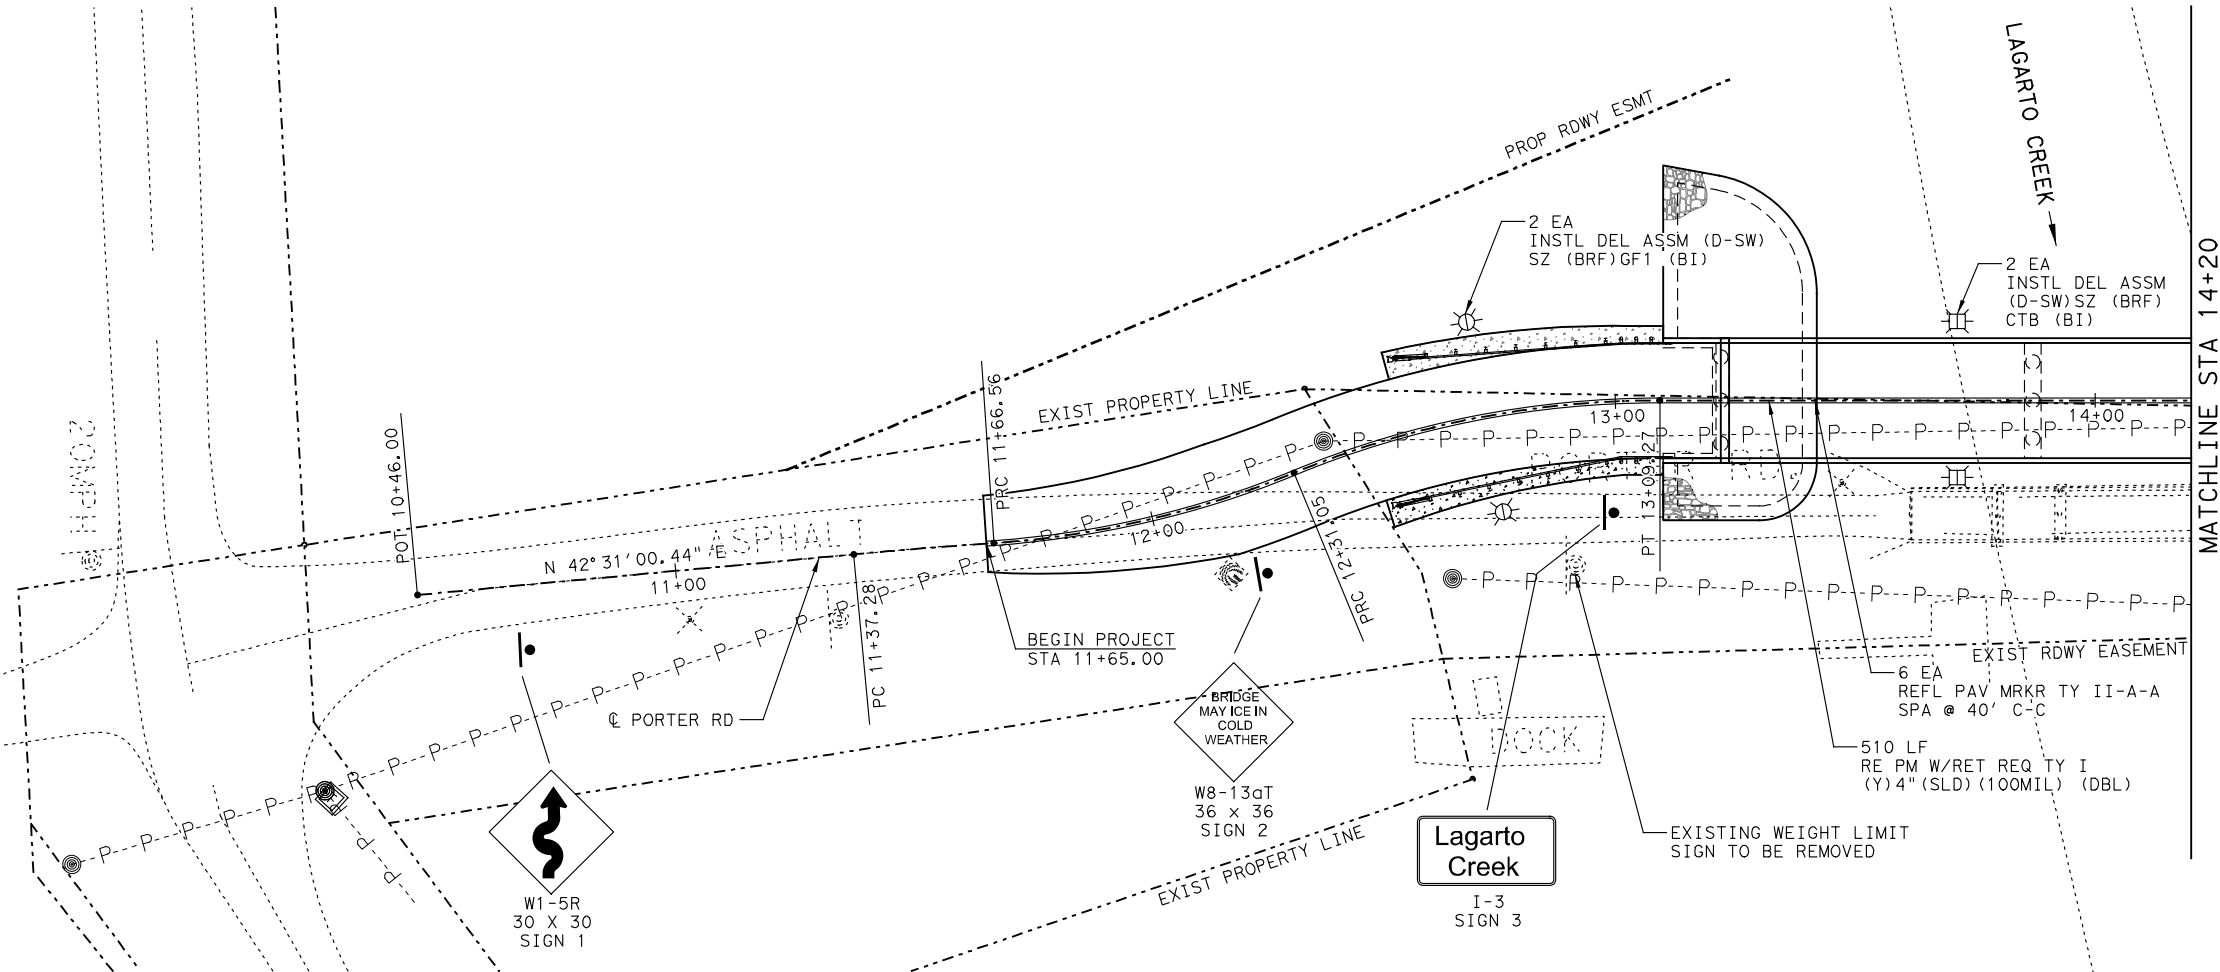 LAGARTO CREEK
PROP RDWY ESMT
2 EA
INSTL DEL ASSM (D-SW)
SZ (BRF)GF1 (BI)
2 EA
INSTL DEL ASSM
(D-SW)SZ (BRF)
CTB (BI)
MATCHLINE STA 14+20
EXIST PROPERTY LINE
PRC 11+66.56
POT 10+46.00
20MPH
ASPHALT
N 42°31'00.44" E
11+00
12+00
13+00
14+00
PT 13+09.27
PRC 12+31.05
PC 11+37.28
BEGIN PROJECT
STA 11+65.00
℄ PORTER RD
EXIST RDWY EASEMENT
6 EA
REFL PAV MRKR TY II-A-A
SPA @ 40' C-C
510 LF
RE PM W/RET REQ TY I
(Y)4"(SLD)(100MIL) (DBL)
DOCK
BRIDGE
MAY ICE IN
COLD
WEATHER
W8-13aT
36 x 36
SIGN 2
EXISTING WEIGHT LIMIT
SIGN TO BE REMOVED
EXIST PROPERTY LINE
Lagarto
Creek
I-3
SIGN 3
W1-5R
30 X 30
SIGN 1
P P P P P P P P P P P P P P P P P P P P P P P P P P
P P P P P P P P P P P P P P P P P P P P
P P P P P P P P P P P P P P P P P
P P